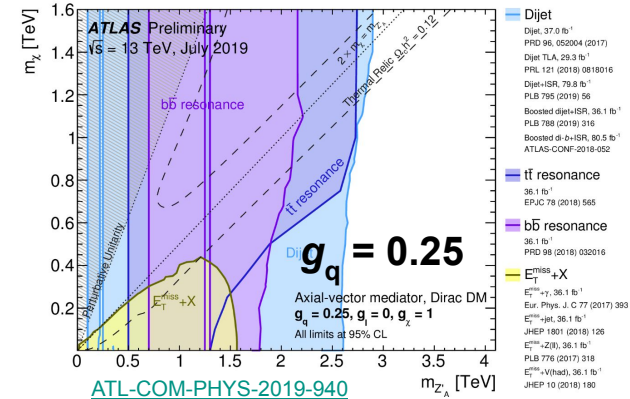 ATLAS Preliminary
√s = 13 TeV, July 2019
m_χ [TeV]
1.6
1.4
1.2
1
0.8
0.6
0.4
0.2
0
0.5
1
1.5
2
2.5
3
3.5
4
m_Z'_A [TeV]
2 × m_χ = m_Z'_A
Thermal Relic Ω_c h² = 0.12
Perturbative Unitarity
bb̄ resonance
tt̄ resonance
Dij
E_T^miss+X
g_q = 0.25
Axial-vector mediator, Dirac DM
g_q = 0.25, g_l = 0, g_χ = 1
All limits at 95% CL
ATL-COM-PHYS-2019-940
Dijet
Dijet, 37.0 fb⁻¹
PRD 96, 052004 (2017)
Dijet TLA, 29.3 fb⁻¹
PRL 121 (2018) 0818016
Dijet+ISR, 79.8 fb⁻¹
PLB 795 (2019) 56
Boosted dijet+ISR, 36.1 fb⁻¹
PLB 788 (2019) 316
Boosted di-b+ISR, 80.5 fb⁻¹
ATLAS-CONF-2018-052
tt̄ resonance
36.1 fb⁻¹
EPJC 78 (2018) 565
bb̄ resonance
36.1 fb⁻¹
PRD 98 (2018) 032016
E_T^miss+X
E_T^miss+γ, 36.1 fb⁻¹
Eur. Phys. J. C 77 (2017) 393
E_T^miss+jet, 36.1 fb⁻¹
JHEP 1801 (2018) 126
E_T^miss+Z(ll), 36.1 fb⁻¹
PLB 776 (2017) 318
E_T^miss+V(had), 36.1 fb⁻¹
JHEP 10 (2018) 180